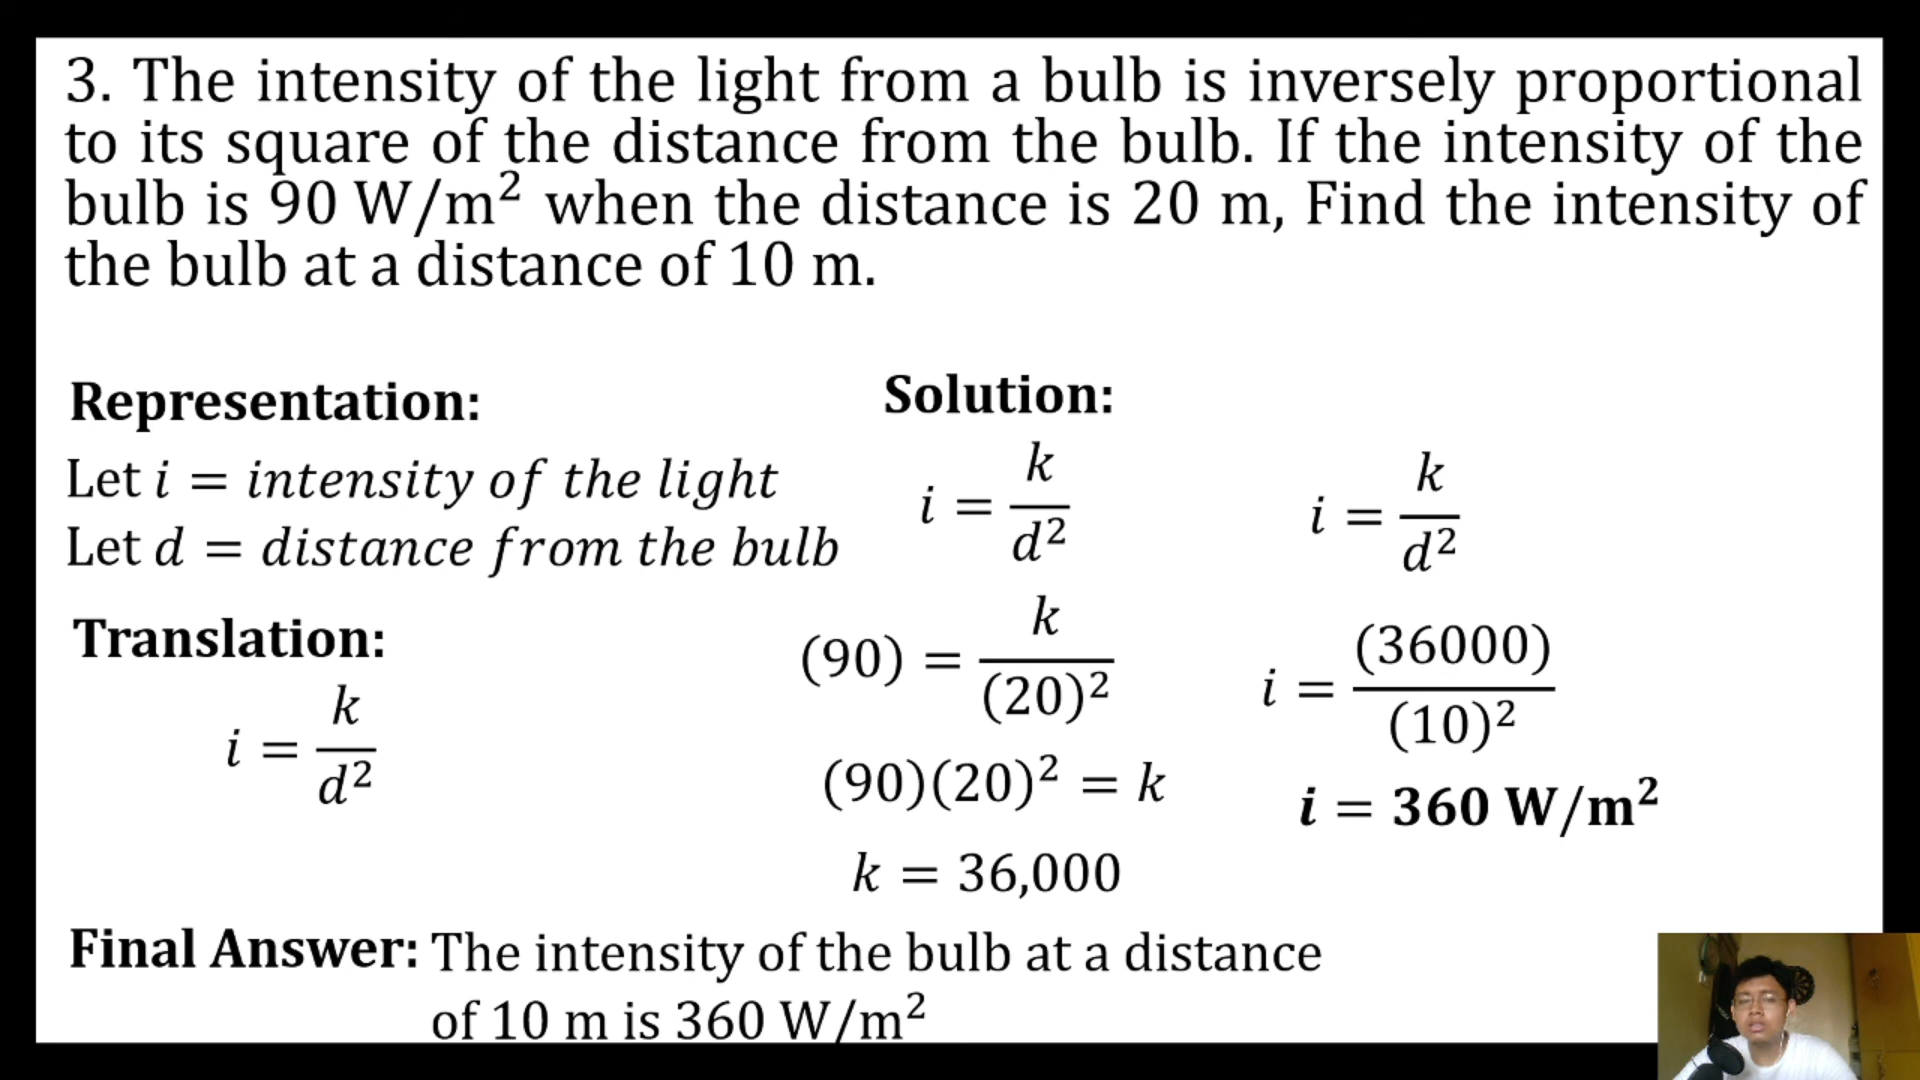 3. The intensity of the light from a bulb is inversely proportional
to its square of the distance from the bulb. If the intensity of the
bulb is 90 W/m² when the distance is 20 m, Find the intensity of
the bulb at a distance of 10 m.
Representation:
Let i = intensity of the light
Let d = distance from the bulb
Translation:
i = k/d²
Solution:
i = k/d²
(90) = k/(20)²
(90)(20)² = k
k = 36,000
i = k/d²
i = (36000)/(10)²
i = 360 W/m²
Final Answer: The intensity of the bulb at a distance
of 10 m is 360 W/m²